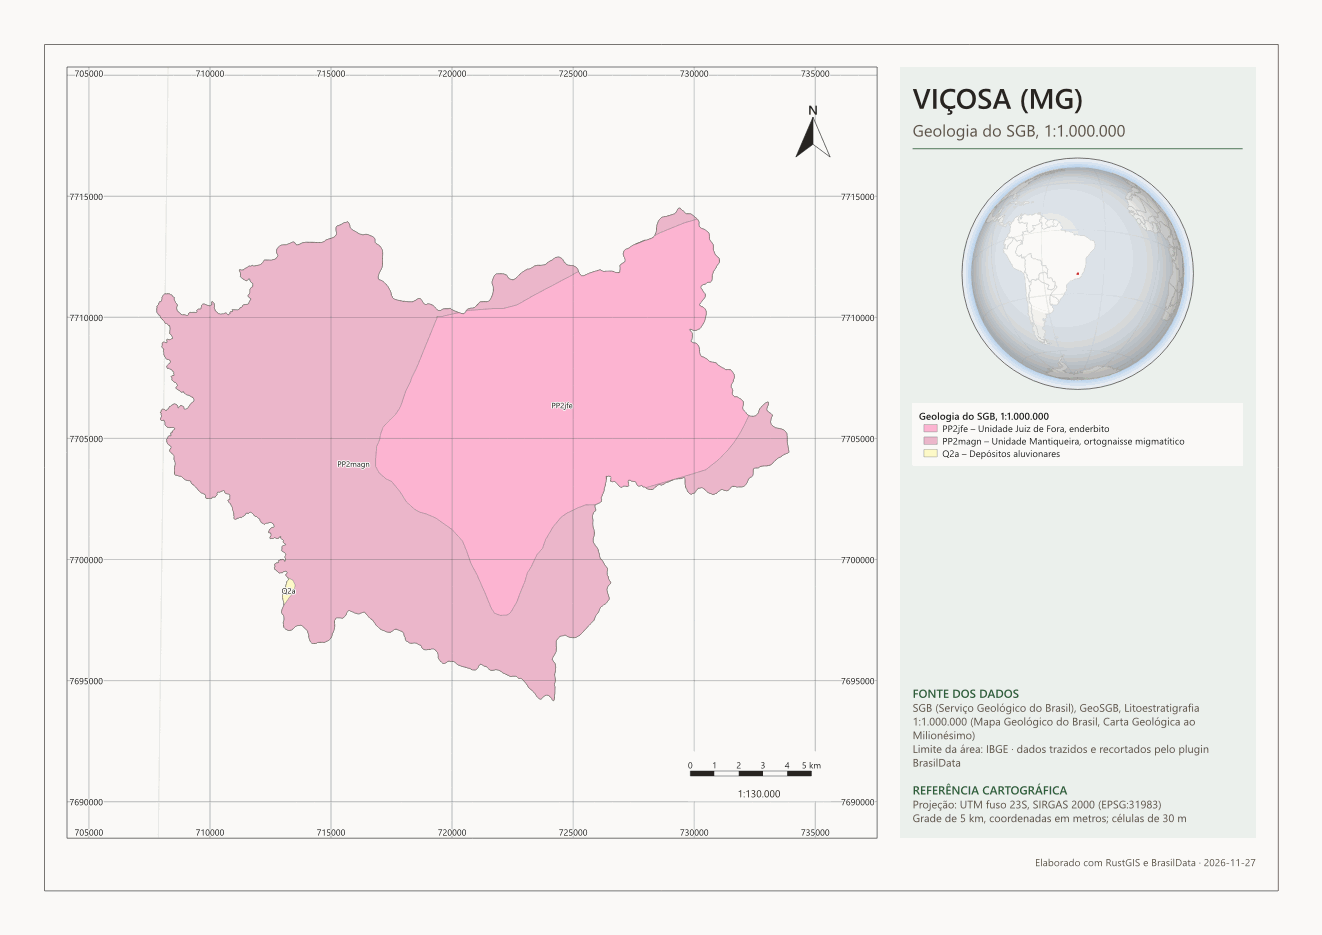 705000 710000 715000 720000 725000 730000 735000
N
7715000 7715000
7710000 7710000
PP2jfe
7705000 7705000
PP2magn
7700000 7700000
Q2a
7695000 7695000
0 1 2 3 4 5 km
1:130.000
7690000 7690000
705000 710000 715000 720000 725000 730000 735000
VIÇOSA (MG)
Geologia do SGB, 1:1.000.000
Geologia do SGB, 1:1.000.000
PP2jfe – Unidade Juiz de Fora, enderbito
PP2magn – Unidade Mantiqueira, ortognaisse migmatítico
Q2a – Depósitos aluvionares
FONTE DOS DADOS
SGB (Serviço Geológico do Brasil), GeoSGB, Litoestratigrafia
1:1.000.000 (Mapa Geológico do Brasil, Carta Geológica ao
Milionésimo)
Limite da área: IBGE · dados trazidos e recortados pelo plugin
BrasilData
REFERÊNCIA CARTOGRÁFICA
Projeção: UTM fuso 23S, SIRGAS 2000 (EPSG:31983)
Grade de 5 km, coordenadas em metros; células de 30 m
Elaborado com RustGIS e BrasilData · 2026-11-27